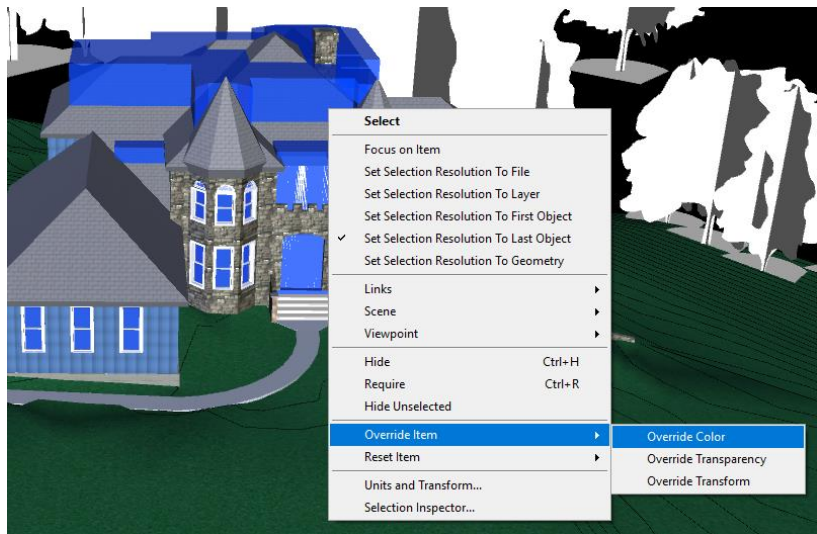 Select
Focus on Item
Set Selection Resolution To File
Set Selection Resolution To Layer
Set Selection Resolution To First Object
✓ Set Selection Resolution To Last Object
Set Selection Resolution To Geometry
Links
Scene
Viewpoint
Hide Ctrl+H
Require Ctrl+R
Hide Unselected
Override Item
Override Color
Reset Item
Override Transparency
Override Transform
Units and Transform...
Selection Inspector...